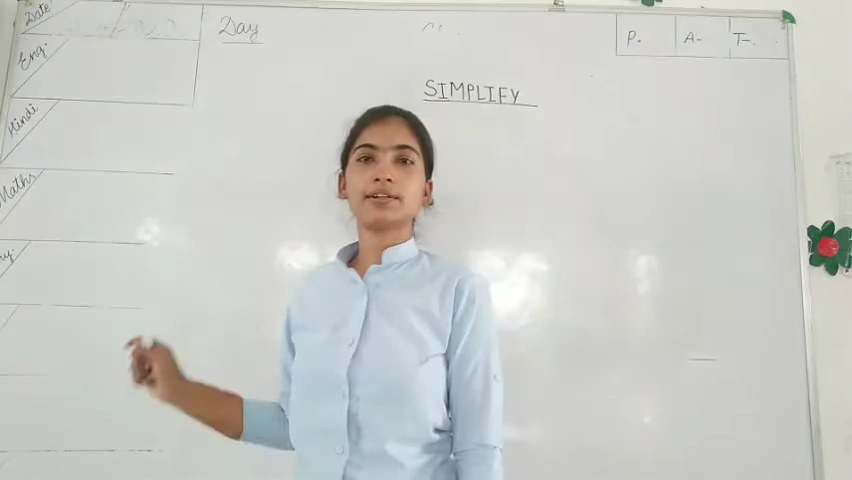 Date
Day
P. A- T-
Eng.
SIMPLIFY
Hindi
Maths